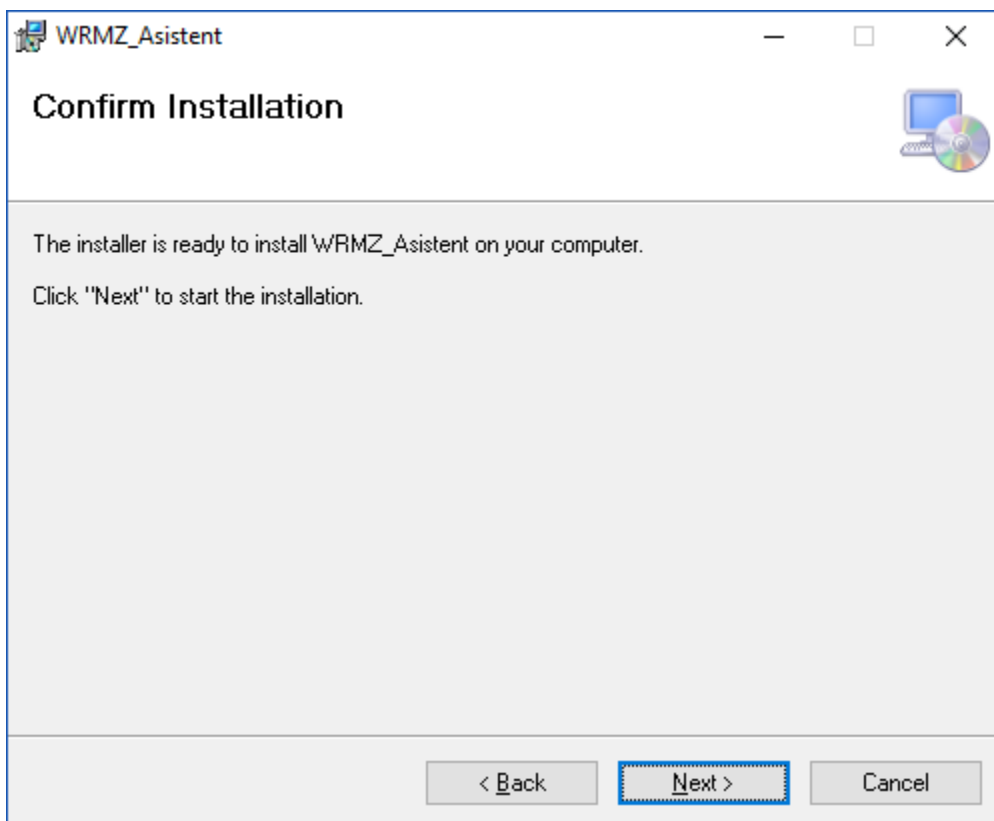 WRMZ_Asistent
Confirm Installation
The installer is ready to install WRMZ_Asistent on your computer.
Click "Next" to start the installation.
< Back
Next >
Cancel